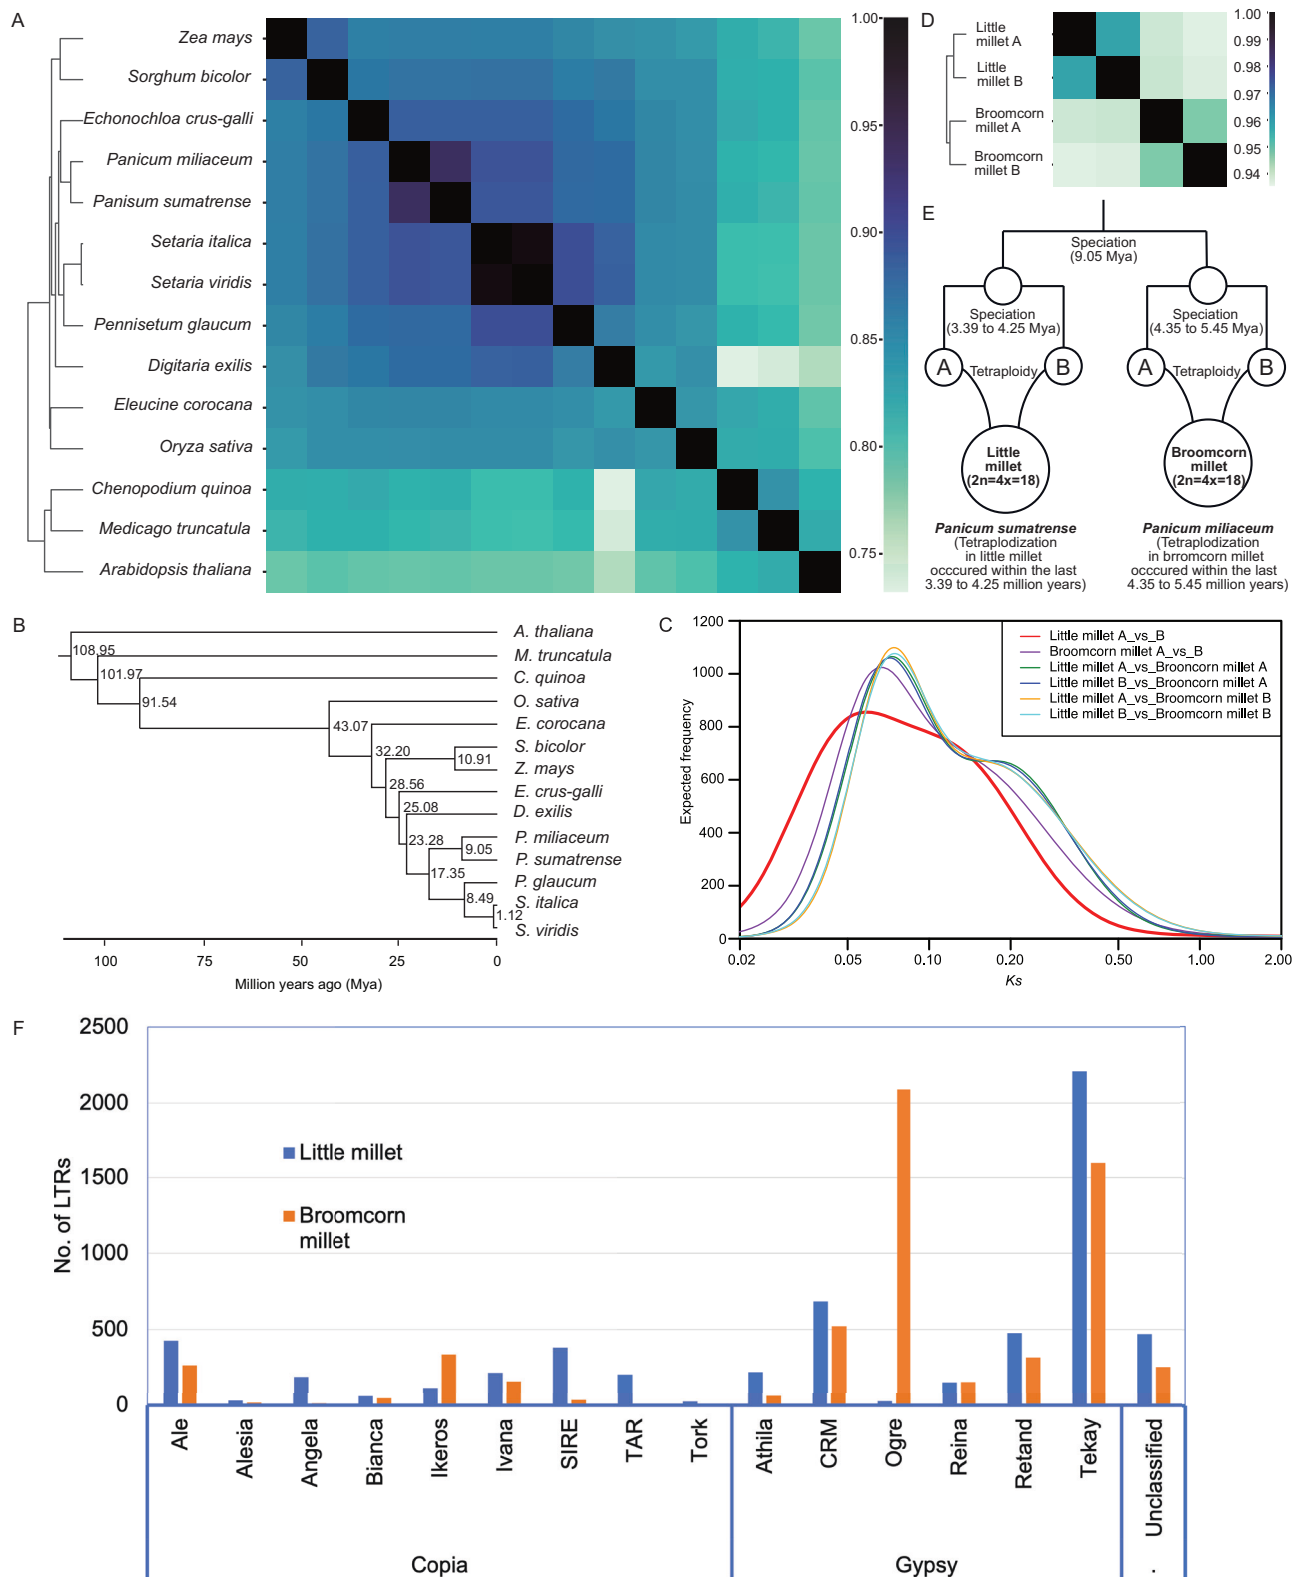 A
Zea mays
Sorghum bicolor
Echonochloa crus-galli
Panicum miliaceum
Panisum sumatrense
Setaria italica
Setaria viridis
Pennisetum glaucum
Digitaria exilis
Eleucine corocana
Oryza sativa
Chenopodium quinoa
Medicago truncatula
Arabidopsis thaliana
1.00
0.95
0.90
0.85
0.80
0.75
D
Little
millet A
Little
millet B
Broomcorn
millet A
Broomcorn
millet B
1.00
0.99
0.98
0.97
0.96
0.95
0.94
E
Speciation
(9.05 Mya)
Speciation
(3.39 to 4.25 Mya)
Speciation
(4.35 to 5.45 Mya)
A
Tetraploidy
B
A
Tetraploidy
B
Little
millet
(2n=4x=18)
Broomcorn
millet
(2n=4x=18)
Panicum sumatrense
(Tetraplodization
in little millet
occcured within the last
3.39 to 4.25 million years)
Panicum miliaceum
(Tetraplodization
in brromcorn millet
occcured within the last
4.35 to 5.45 million years)
B
A. thaliana
108.95
M. truncatula
101.97
C. quinoa
91.54
O. sativa
43.07
E. corocana
32.20
S. bicolor
10.91
Z. mays
28.56
E. crus-galli
25.08
D. exilis
23.28
P. miliaceum
9.05
P. sumatrense
17.35
P. glaucum
8.49
S. italica
1.12
S. viridis
100
75
50
25
0
Million years ago (Mya)
C
1200
1000
800
600
400
200
0
Expected frequency
Little millet A_vs_B
Broomcorn millet A_vs_B
Little millet A_vs_Brooncorn millet A
Little millet B_vs_Brooncorn millet A
Little millet A_vs_Broomcorn millet B
Little millet B_vs_Broomcorn millet B
0.02
0.05
0.10
0.20
0.50
1.00
2.00
Ks
F
2500
2000
1500
1000
500
0
No. of LTRs
Little millet
Broomcorn
millet
Ale
Alesia
Angela
Bianca
Ikeros
Ivana
SIRE
TAR
Tork
Athila
CRM
Ogre
Reina
Retand
Tekay
Unclassified
Copia
Gypsy
.